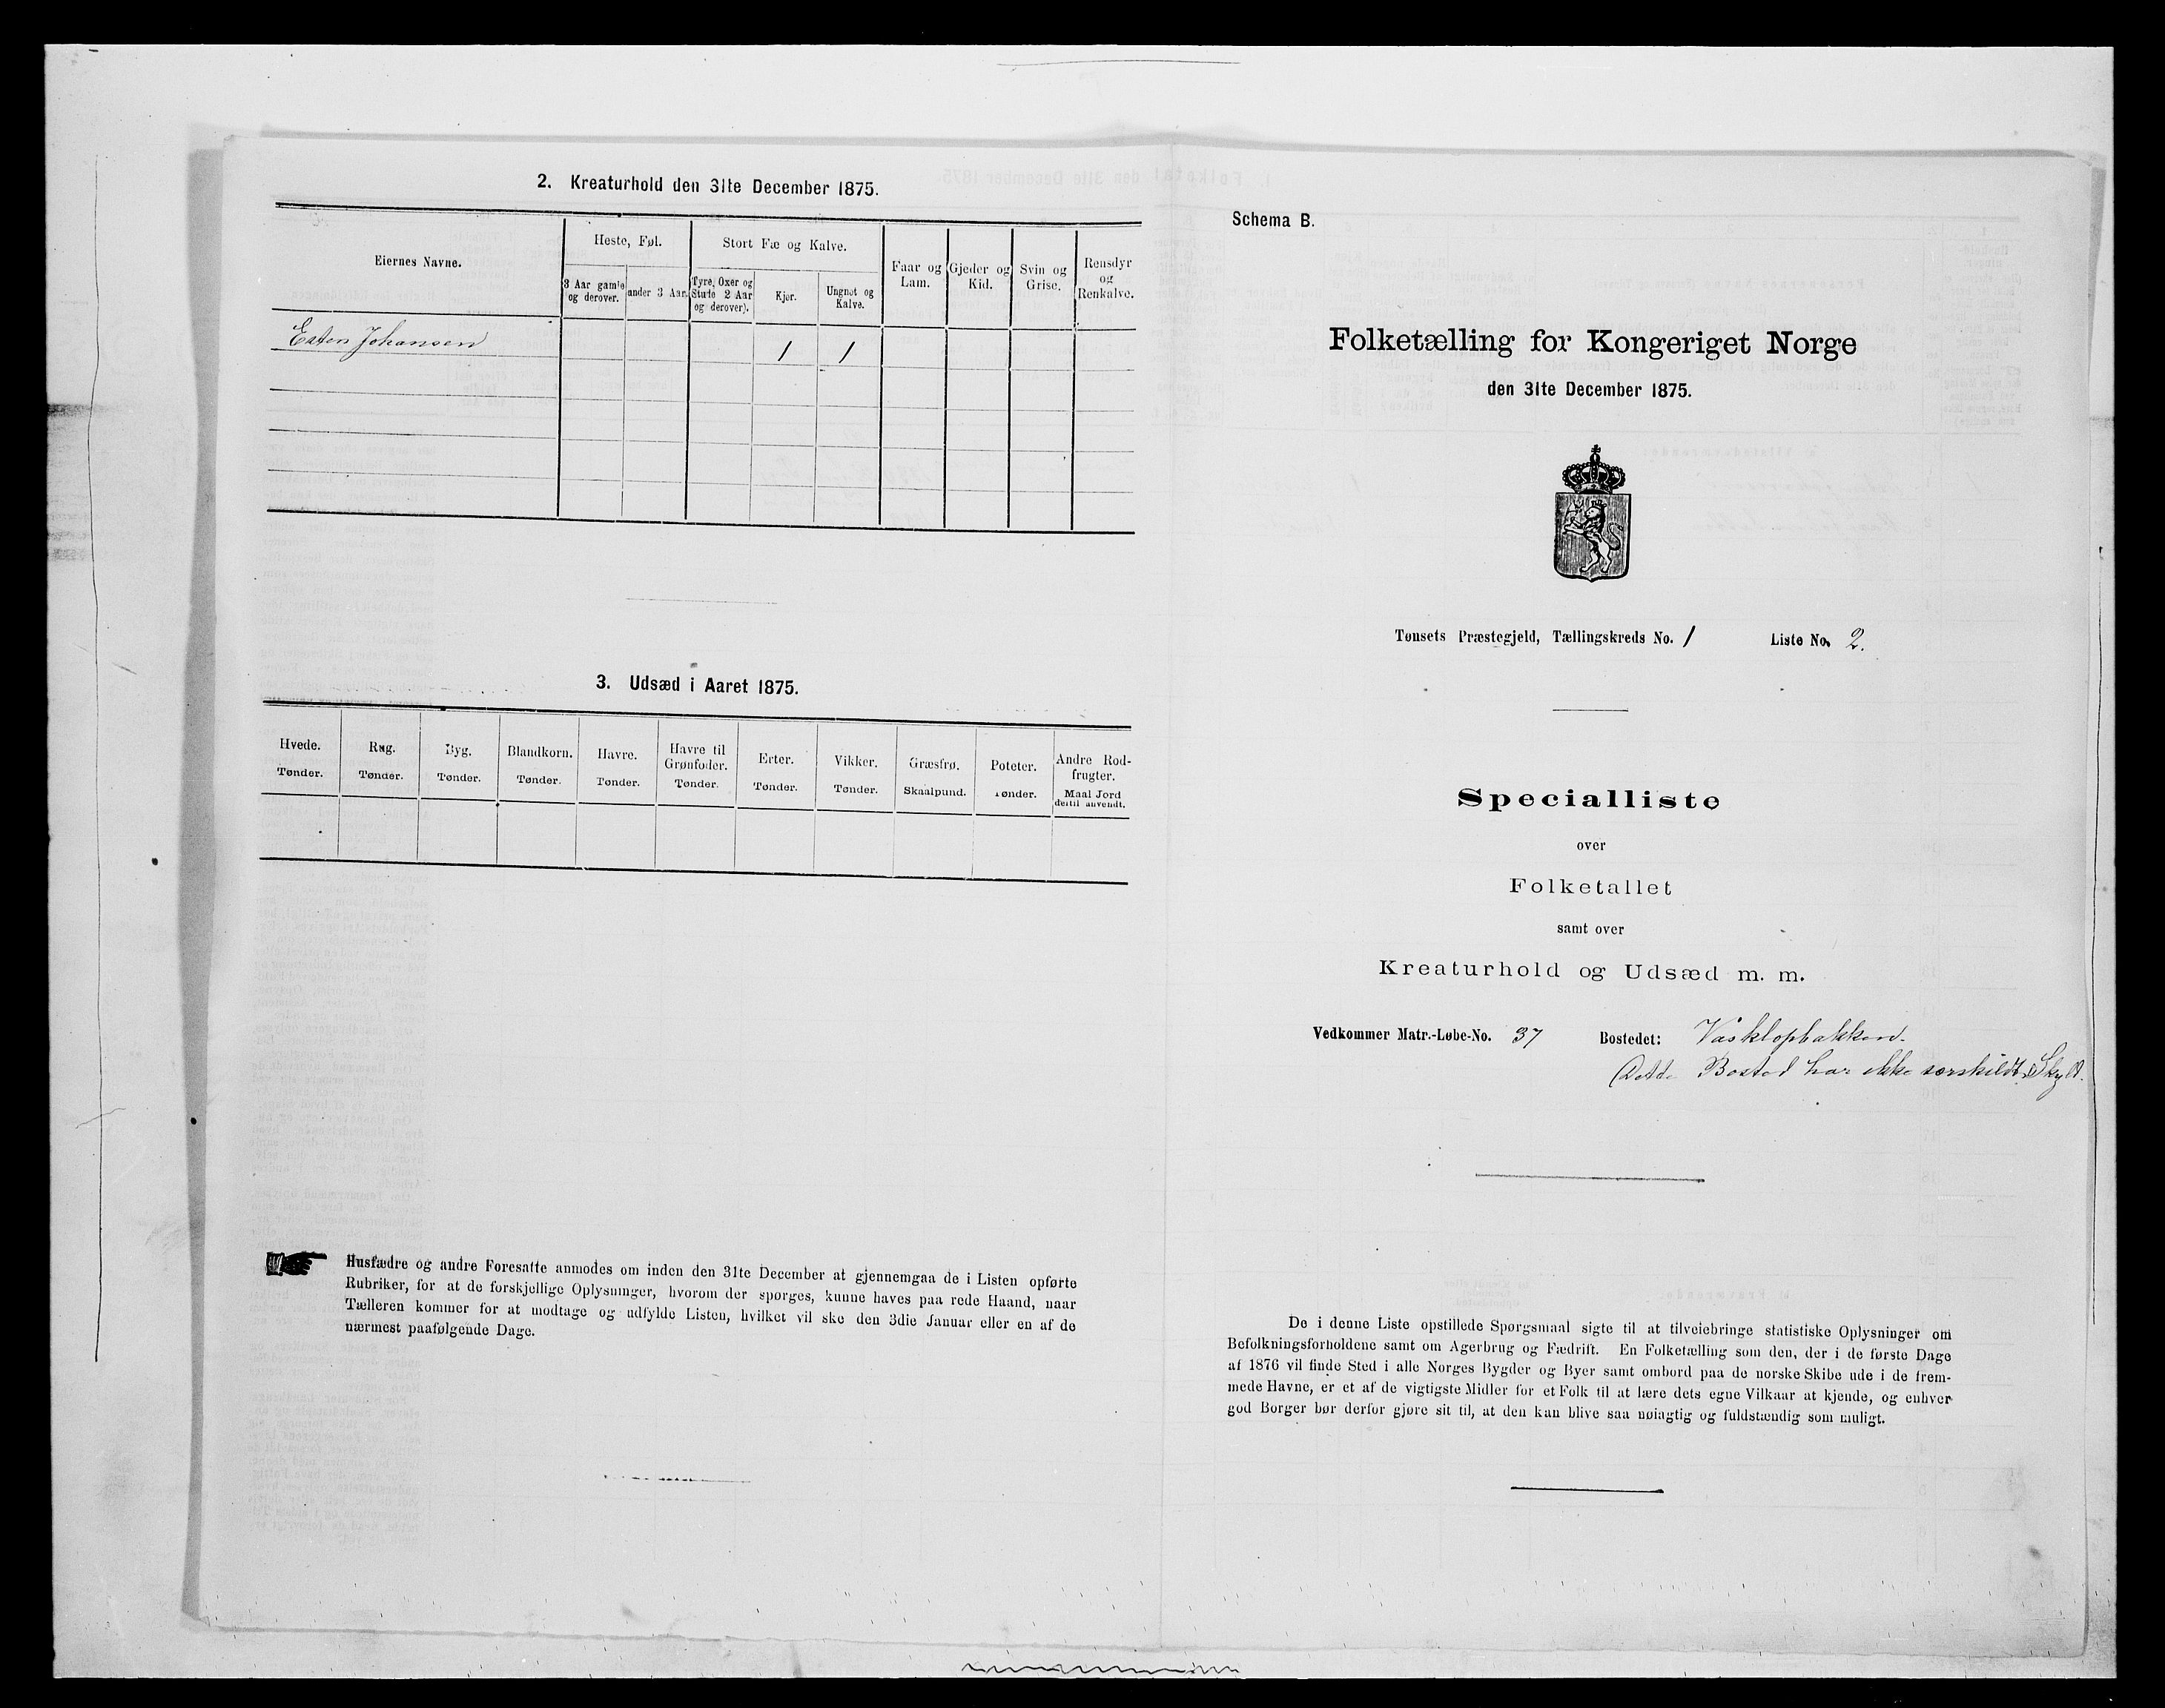 2. Kreaturhold den 31te December 1875.
Eiernes Navne.
Heste, Føl.
Stort Fæ og Kalve.
Faar og Lam.
Gjeder og Kid.
Svin og Grise.
Rensdyr og Renkalve.
3 Aar gamle og derover.
under 3 Aar.
Tyre, Oxer og Stude 2 Aar og derover).
Kjør.
Ungnøt og Kalve.
Esten Johansen 1 1
3. Udsæd i Aaret 1875.
Hvede. Rug. Byg. Blandkorn. Havre. Havre til Grønfoder. Erter. Vikker. Græsfrø. Poteter. Andre Rodfrugter.
Tønder. Tønder. Tønder. Tønder. Tønder. Tønder. Tønder. Tønder. Skaalpund. Tønder. Maal Jord dertil anvendt.
Husfædre og andre Foresatte anmodes om inden den 31te December at gjennemgaa de i Listen opførte
Rubriker, for at de forskjellige Oplysninger, hvorom der spørges, kunne haves paa rede Haand, naar
Tælleren kommer for at modtage og udfylde Listen, hvilket vil ske den 3die Januar eller en af de
nærmest paafølgende Dage.
Schema B.
Folketælling for Kongeriget Norge
den 31te December 1875.
Tønsets Præstegjeld, Tællingskreds No. 1 Liste No. 2.
Specialliste
over
Folketallet
samt over
Kreaturhold og Udsæd m. m.
Vedkommer Matr.-Løbe-No. 37 Bostedet: Vasklopbakken.
Dette Bosted har ikke særskildt Skyld.
De i denne Liste opstillede Spørgsmaal sigte til at tilveiebringe statistiske Oplysninger om
Befolkningsforholdene samt om Agerbrug og Fædrift. En Folketælling som den, der i de første Dage
af 1876 vil finde Sted i alle Norges Bygder og Byer samt ombord paa de norske Skibe ude i de frem-
mede Havne, er et af de vigtigste Midler for et Folk til at lære dets egne Vilkaar at kjende, og enhver
god Borger bør derfor gjøre sit til, at den kan blive saa nøiagtig og fuldstændig som muligt.